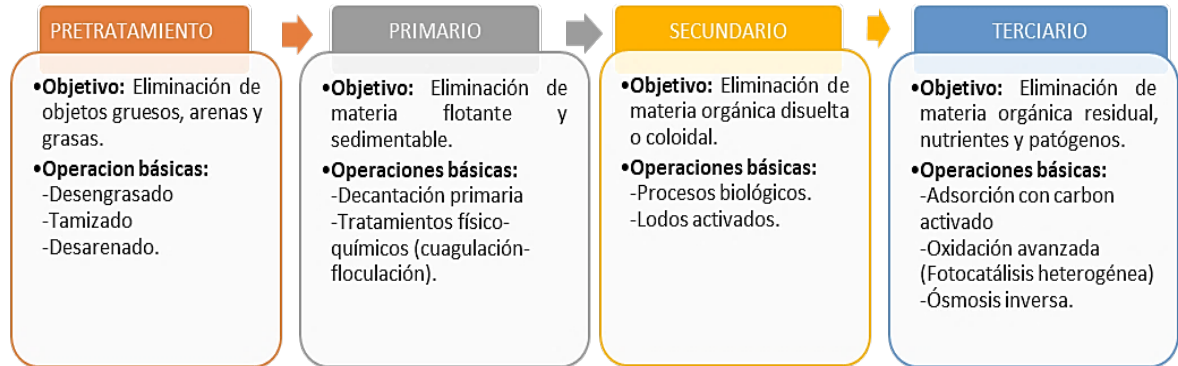 PRETRATAMIENTO
•Objetivo: Eliminación de
objetos gruesos, arenas y
grasas.
•Operacion básicas:
-Desengrasado
-Tamizado
-Desarenado.
PRIMARIO
•Objetivo: Eliminación de
materia flotante y
sedimentable.
•Operaciones básicas:
-Decantación primaria
-Tratamientos físico-
químicos (cuagulación-
floculación).
SECUNDARIO
•Objetivo: Eliminación de
materia orgánica disuelta
o coloidal.
•Operaciones básicas:
-Procesos biológicos.
-Lodos activados.
TERCIARIO
•Objetivo: Eliminación de
materia orgánica residual,
nutrientes y patógenos.
•Operaciones básicas:
-Adsorción con carbon
activado
-Oxidación avanzada
(Fotocatálisis heterogénea)
-Ósmosis inversa.